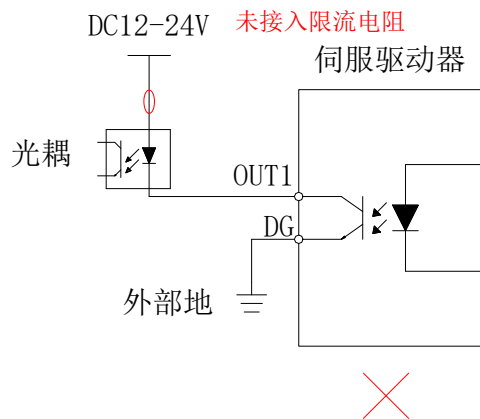 DC12-24V 未接入限流电阻
伺服驱动器
光耦
OUT1
DG
外部地